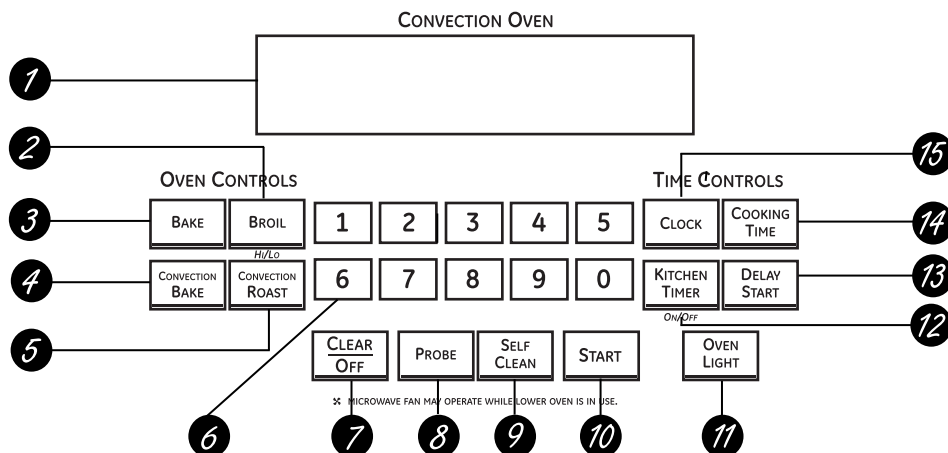 CONVECTION OVEN
1
2
15
OVEN CONTROLS
TIME CONTROLS
3
BAKE
BROIL
1
2
3
4
5
CLOCK
COOKING
TIME
14
HI/LO
4
CONVECTION
BAKE
CONVECTION
ROAST
6
7
8
9
0
KITCHEN
TIMER
DELAY
START
13
ON/OFF
12
5
CLEAR
OFF
PROBE
SELF
CLEAN
START
OVEN
LIGHT
※ MICROWAVE FAN MAY OPERATE WHILE LOWER OVEN IS IN USE.
6
7
8
9
10
11